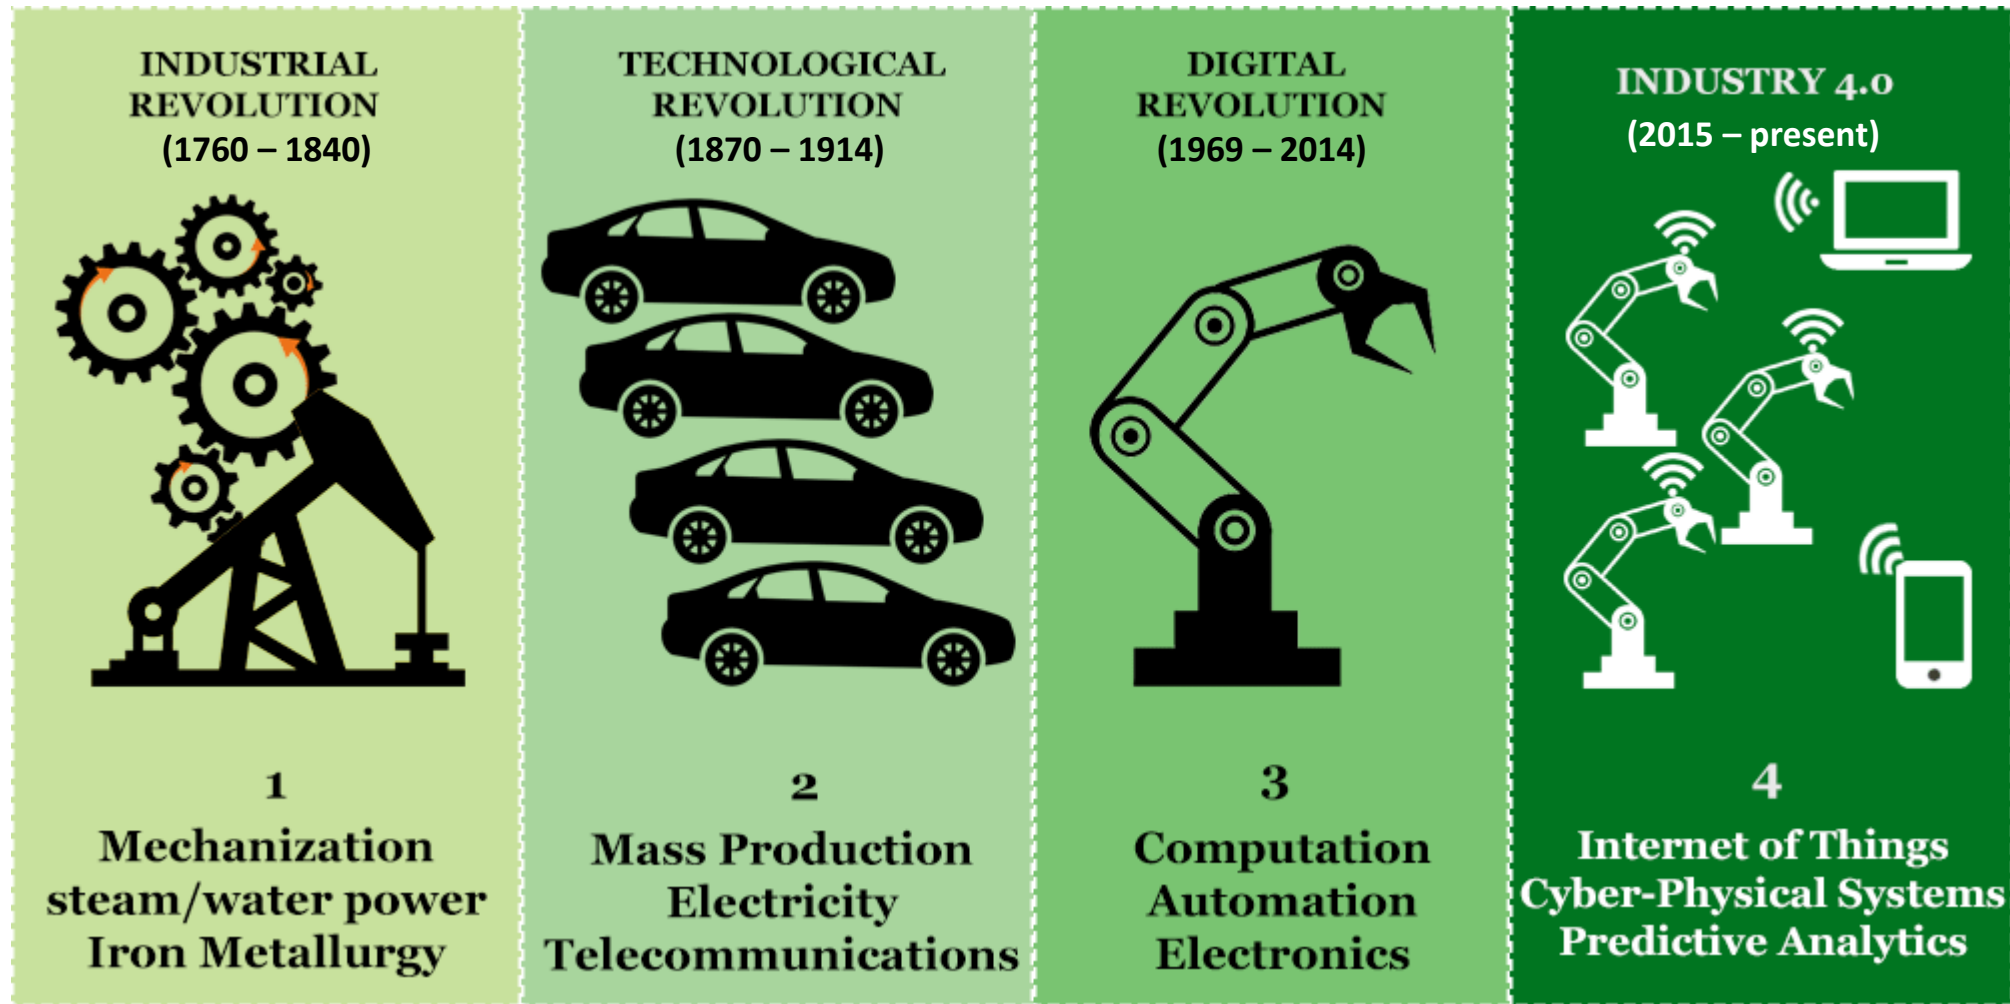 INDUSTRIAL
REVOLUTION
(1760 – 1840)
1
Mechanization
steam/water power
Iron Metallurgy
TECHNOLOGICAL
REVOLUTION
(1870 – 1914)
2
Mass Production
Electricity
Telecommunications
DIGITAL
REVOLUTION
(1969 – 2014)
3
Computation
Automation
Electronics
INDUSTRY 4.0
(2015 – present)
4
Internet of Things
Cyber-Physical Systems
Predictive Analytics